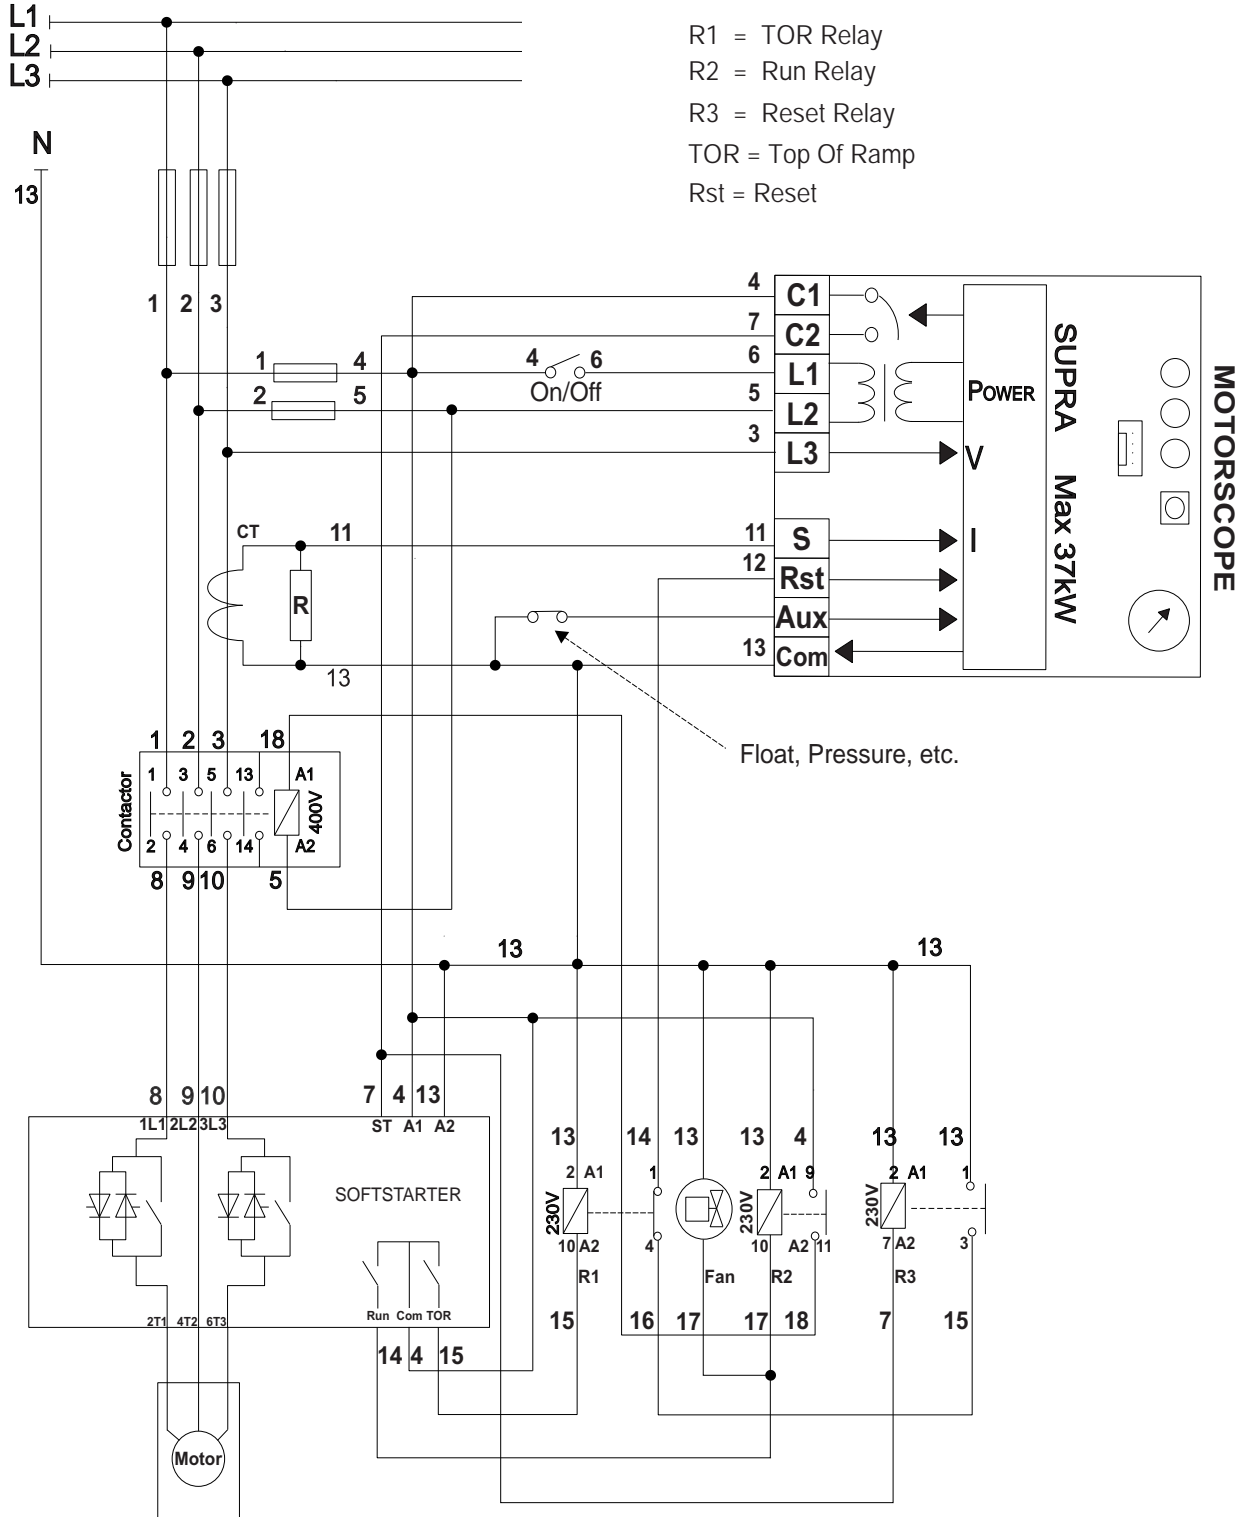 L1
L2
L3
N
13
R1 = TOR Relay
R2 = Run Relay
R3 = Reset Relay
TOR = Top Of Ramp
Rst = Reset
1 2 3
1 4
2 5
4 6
On/Off
4 C1
7 C2
6 L1
5 L2
3 L3
11 S
12 Rst
Aux
13 Com
POWER
V
I
SUPRA Max 37kW
MOTORSCOPE
CT
11
R
13
Float, Pressure, etc.
1 2 3 18
Contactor
1 3 5 13 A1
400V
2 4 6 14 A2
8 9 10 5
13
13
8 9 10
7 4 13
1L1 2L2 3L3
ST A1 A2
SOFTSTARTER
Run Com TOR
2T1 4T2 6T3
14 4 15
Motor
13 14 13 13 4 13 13
2 A1 1 2 A1 9 2 A1 1
230V 230V 230V
10 A2 4 10 A2 11 7 A2 3
R1 Fan R2 R3
15 16 17 17 18 7 15